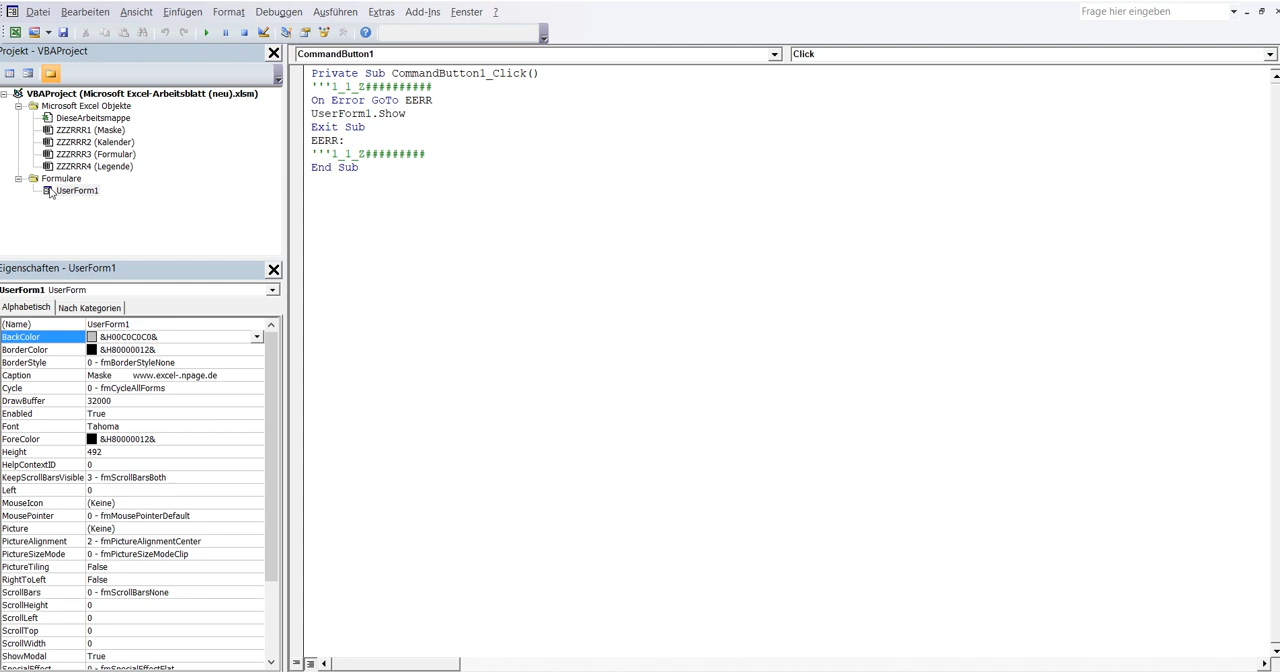 Datei Bearbeiten Ansicht Einfügen Format Debuggen Ausführen Extras Add-Ins Fenster ? Frage hier eingeben
Projekt - VBAProject
VBAProject (Microsoft Excel-Arbeitsblatt (neu).xlsm)
Microsoft Excel Objekte
DieseArbeitsmappe
ZZZRRR1 (Maske)
ZZZRRR2 (Kalender)
ZZZRRR3 (Formular)
ZZZRRR4 (Legende)
Formulare
UserForm1
Eigenschaften - UserForm1
UserForm1 UserForm
Alphabetisch Nach Kategorien
(Name) UserForm1
BackColor &H00C0C0C0&
BorderColor &H80000012&
BorderStyle 0 - fmBorderStyleNone
Caption Maske www.excel-.npage.de
Cycle 0 - fmCycleAllForms
DrawBuffer 32000
Enabled True
Font Tahoma
ForeColor &H80000012&
Height 492
HelpContextID 0
KeepScrollBarsVisible 3 - fmScrollBarsBoth
Left 0
MouseIcon (Keine)
MousePointer 0 - fmMousePointerDefault
Picture (Keine)
PictureAlignment 2 - fmPictureAlignmentCenter
PictureSizeMode 0 - fmPictureSizeModeClip
PictureTiling False
RightToLeft False
ScrollBars 0 - fmScrollBarsNone
ScrollHeight 0
ScrollLeft 0
ScrollTop 0
ScrollWidth 0
ShowModal True
SpecialEffect 0 - fmSpecialEffectFlat
CommandButton1 Click
Private Sub CommandButton1_Click()
'''1_1_Z##########
On Error GoTo EERR
UserForm1.Show
Exit Sub
EERR:
'''1_1_Z#########
End Sub